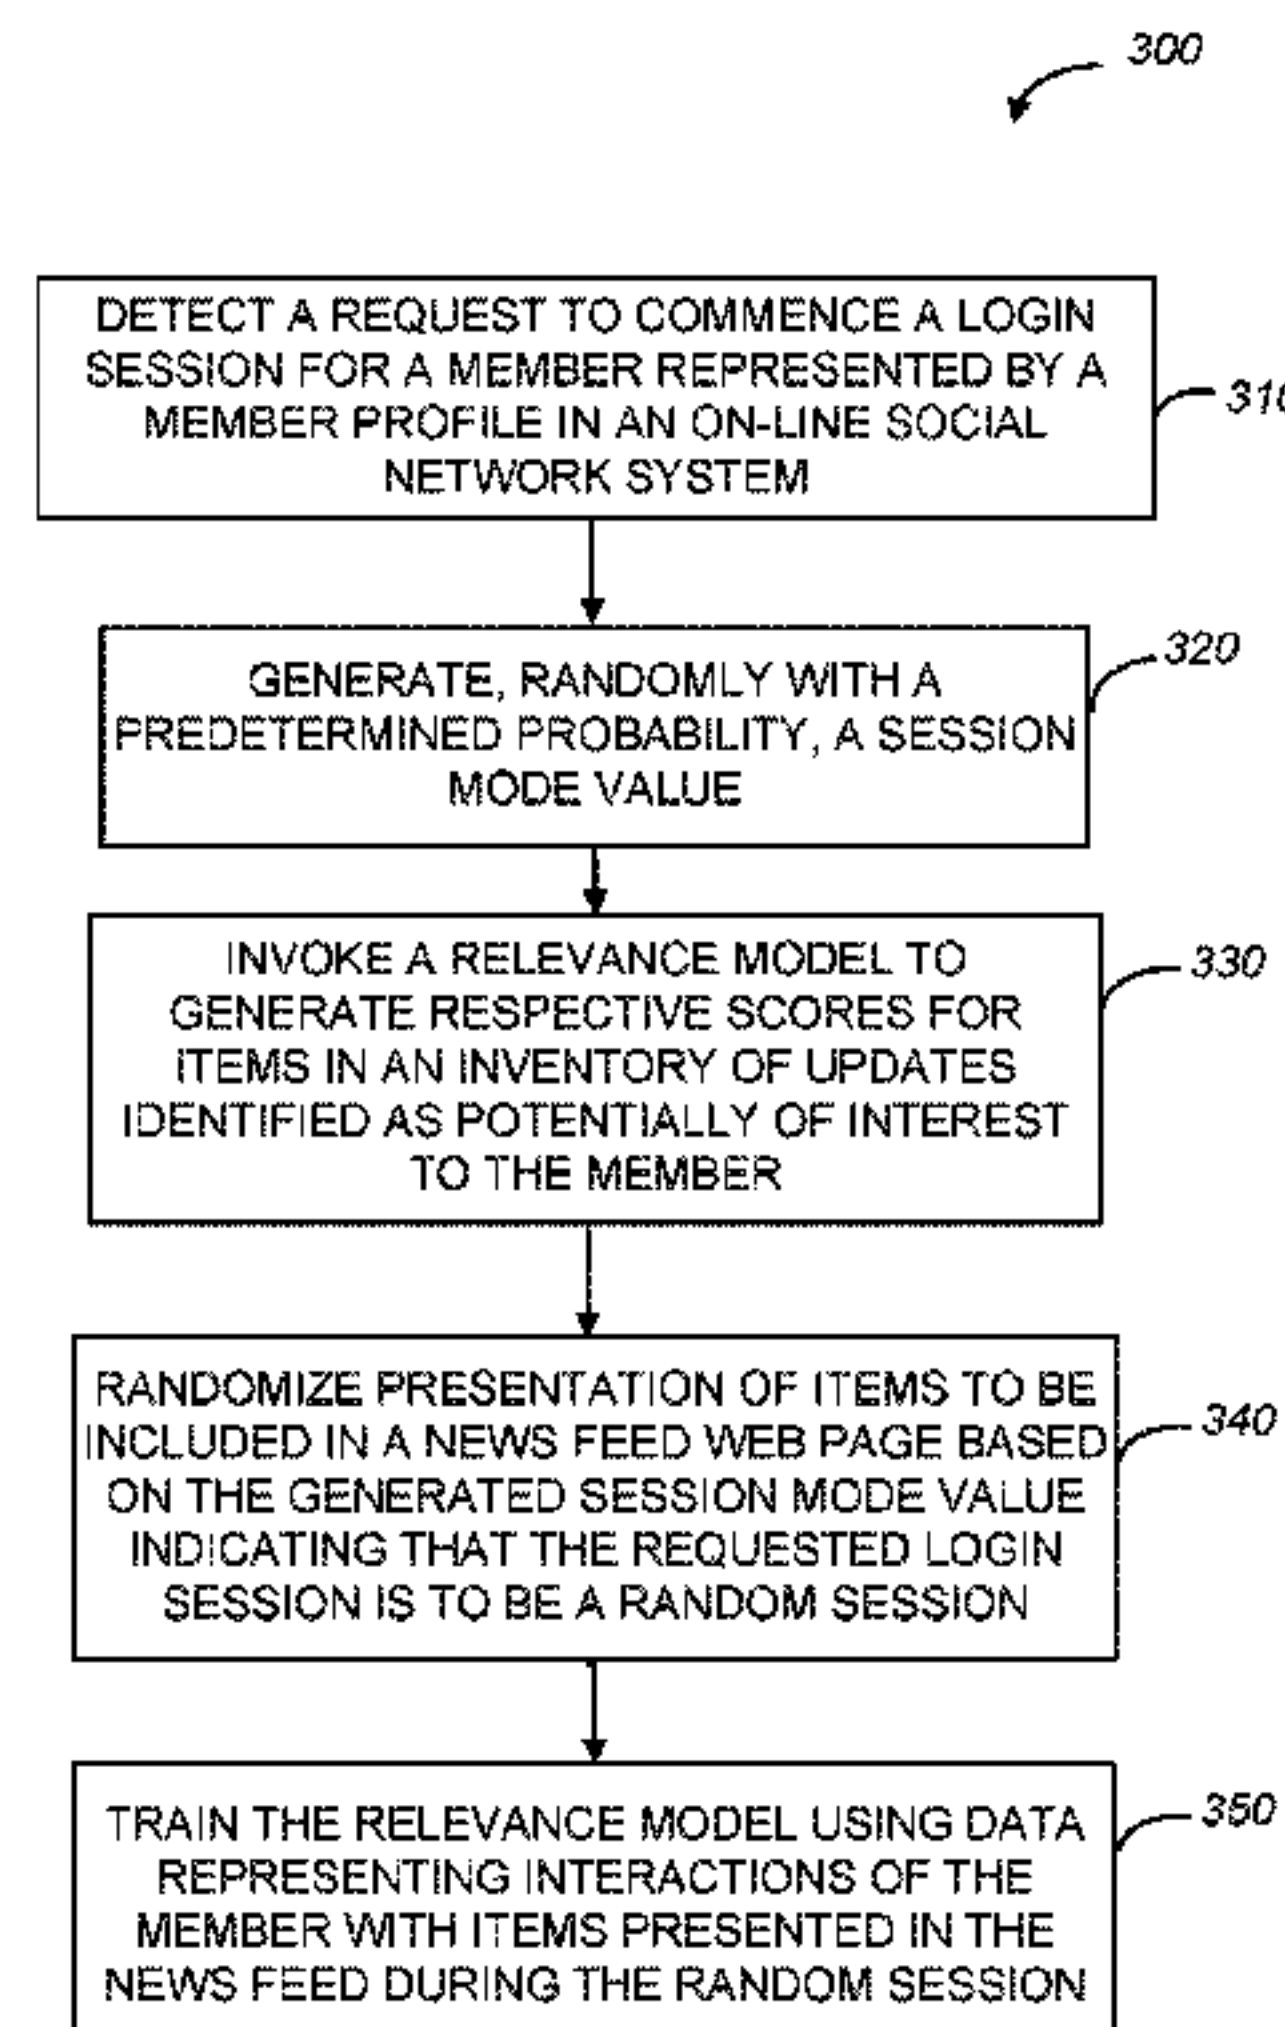 300
DETECT A REQUEST TO COMMENCE A LOGIN
SESSION FOR A MEMBER REPRESENTED BY A
MEMBER PROFILE IN AN ON-LINE SOCIAL
NETWORK SYSTEM
310
GENERATE, RANDOMLY WITH A
PREDETERMINED PROBABILITY, A SESSION
MODE VALUE
320
INVOKE A RELEVANCE MODEL TO
GENERATE RESPECTIVE SCORES FOR
ITEMS IN AN INVENTORY OF UPDATES
IDENTIFIED AS POTENTIALLY OF INTEREST
TO THE MEMBER
330
RANDOMIZE PRESENTATION OF ITEMS TO BE
INCLUDED IN A NEWS FEED WEB PAGE BASED
ON THE GENERATED SESSION MODE VALUE
INDICATING THAT THE REQUESTED LOGIN
SESSION IS TO BE A RANDOM SESSION
340
TRAIN THE RELEVANCE MODEL USING DATA
REPRESENTING INTERACTIONS OF THE
MEMBER WITH ITEMS PRESENTED IN THE
NEWS FEED DURING THE RANDOM SESSION
350